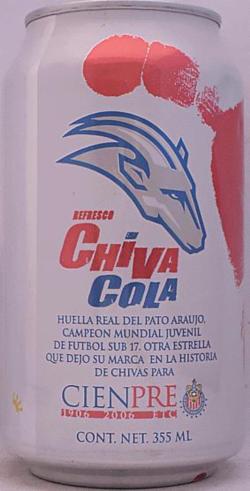 REFRESCO
CHIVA
COLA
HUELLA REAL DEL PATO ARAUJO,
CAMPEON MUNDIAL JUVENIL
DE FUTBOL SUB 17. OTRA ESTRELLA
QUE DEJO SU MARCA EN LA HISTORIA
DE CHIVAS PARA
CIENPRE
1906 2006 ETC
CONT. NET. 355 ML